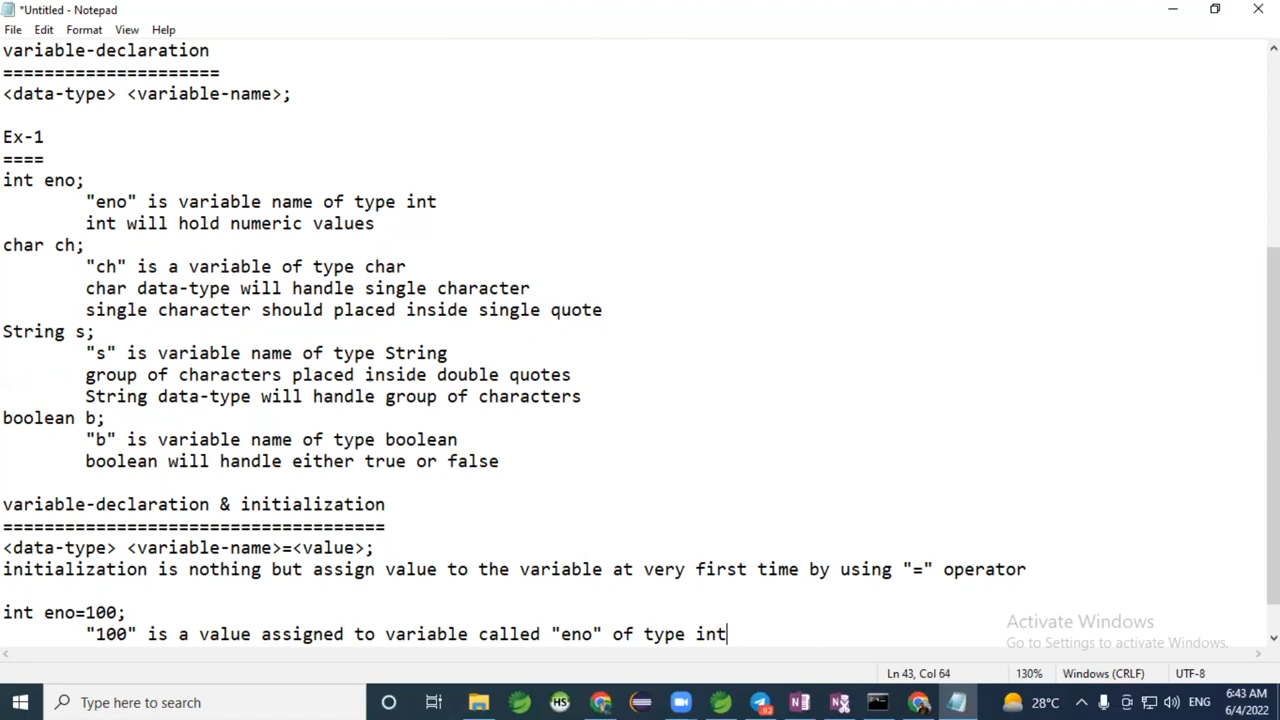 *Untitled - Notepad
File Edit Format View Help
variable-declaration
=====================
<data-type> <variable-name>;
Ex-1
====
int eno;
"eno" is variable name of type int
int will hold numeric values
char ch;
"ch" is a variable of type char
char data-type will handle single character
single character should placed inside single quote
String s;
"s" is variable name of type String
group of characters placed inside double quotes
String data-type will handle group of characters
boolean b;
"b" is variable name of type boolean
boolean will handle either true or false
variable-declaration & initialization
=====================================
<data-type> <variable-name>=<value>;
initialization is nothing but assign value to the variable at very first time by using "=" operator
int eno=100;
"100" is a value assigned to variable called "eno" of type int
Activate Windows
Go to Settings to activate Windows.
Ln 43, Col 64 130% Windows (CRLF) UTF-8
Type here to search
HS
92
28°C
ENG
6:43 AM
6/4/2022